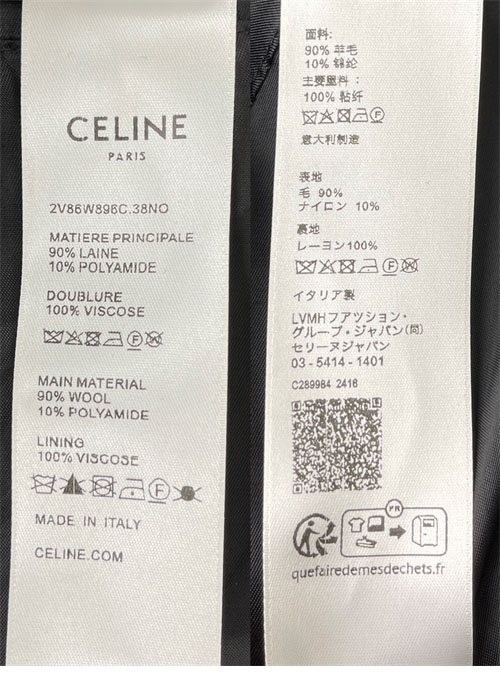 CELINE
PARIS
2V86W896C.38NO
MATIERE PRINCIPALE
90% LAINE
10% POLYAMIDE
DOUBLURE
100% VISCOSE
MAIN MATERIAL
90% WOOL
10% POLYAMIDE
LINING
100% VISCOSE
MADE IN ITALY
CELINE.COM
面料:
90% 羊毛
10% 锦纶
主要里料:
100% 粘纤
意大利制造
表地
毛 90%
ナイロン 10%
裏地
レーヨン100%
イタリア製
LVMHファッション・
グループ・ジャパン(同)
セリーヌジャパン
03-5414-1401
C289984 2416
FR
quefairedemesdechets.fr